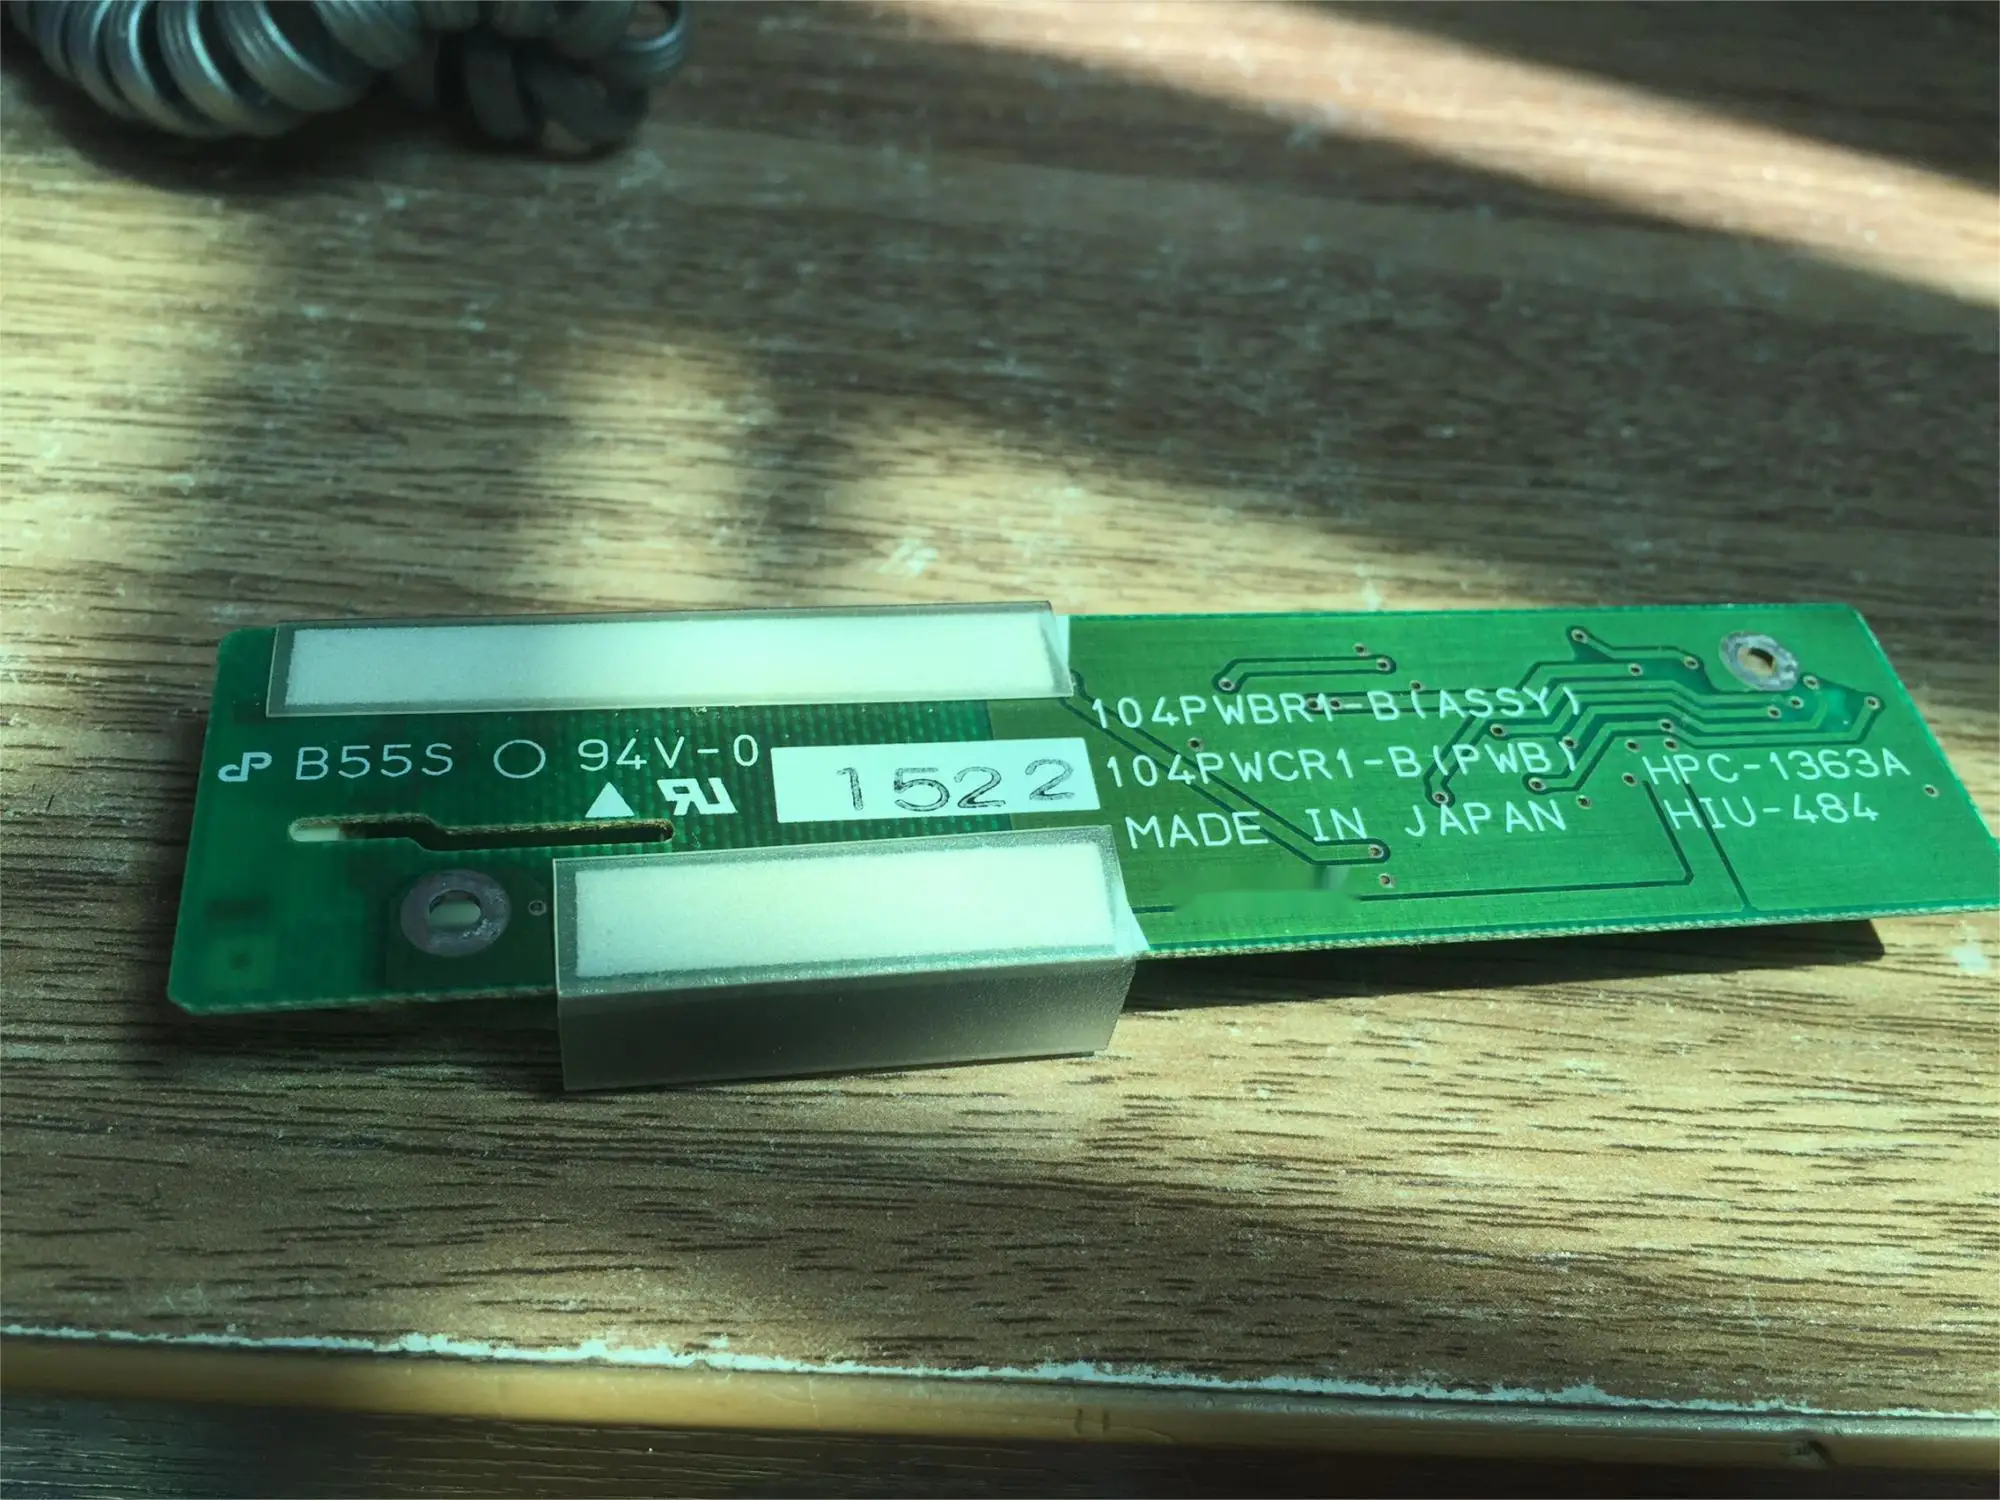 B55S ○ 94V-0
1522
104PWBR1-B(ASSY)
104PWCR1-B(PWB)
MADE IN JAPAN
HPC-1363A
HIU-484